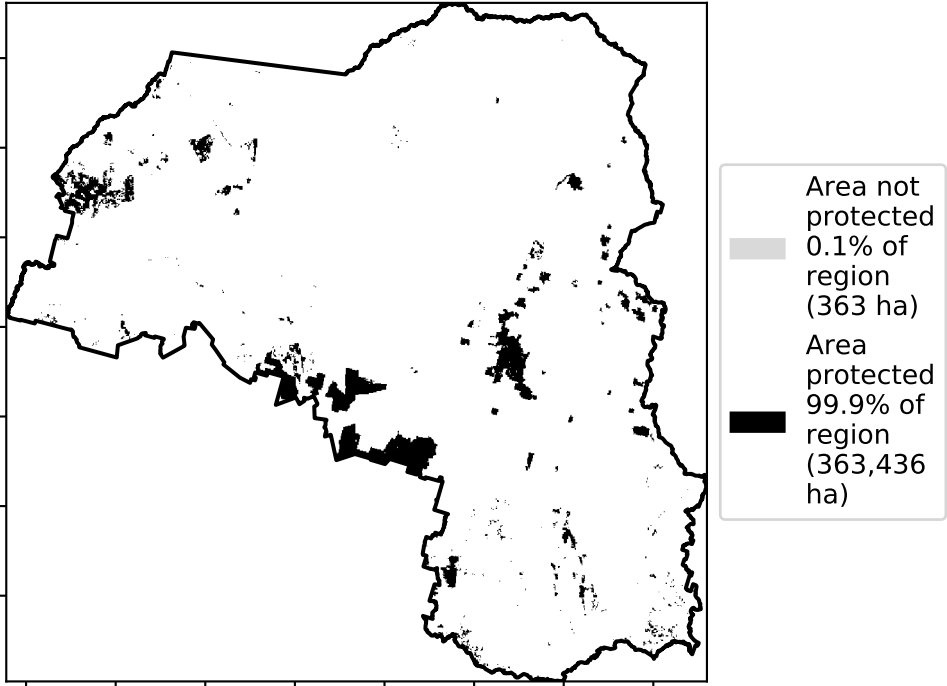 Area not
protected
0.1% of
region
(363 ha)
Area
protected
99.9% of
region
(363,436
ha)